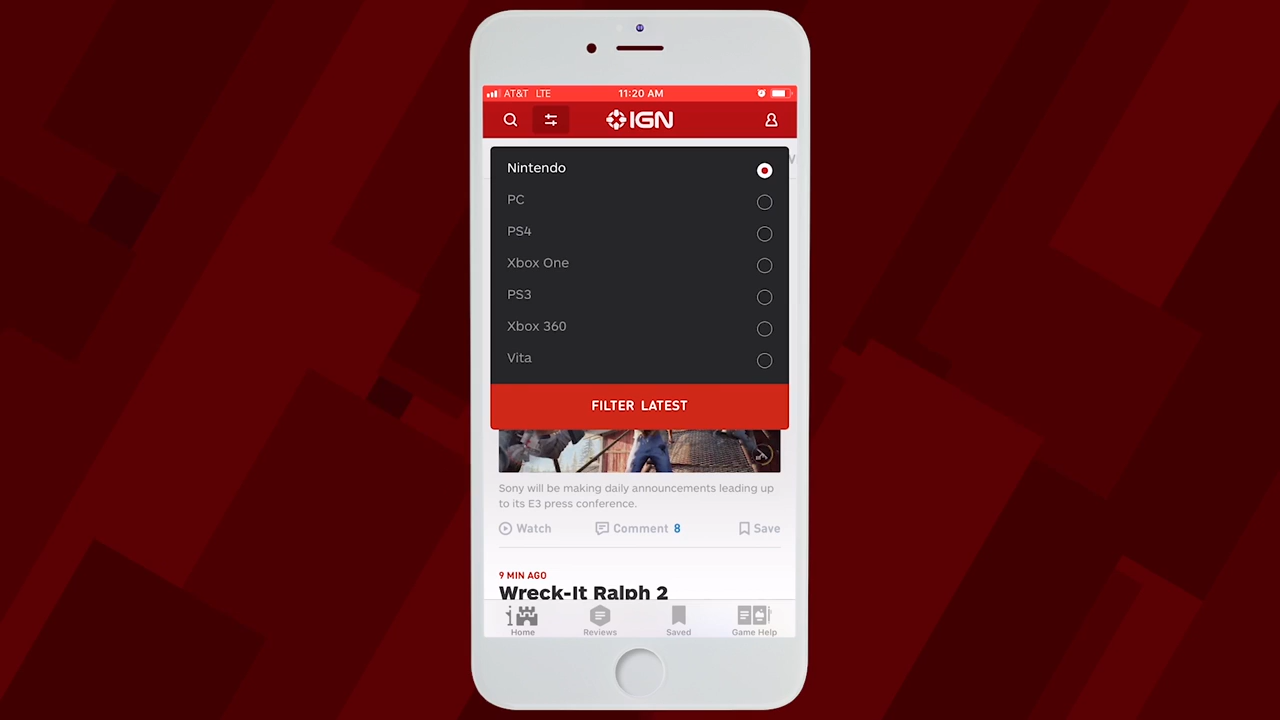 AT&T LTE 11:20 AM
IGN
Nintendo
PC
PS4
Xbox One
PS3
Xbox 360
Vita
FILTER LATEST
Sony will be making daily announcements leading up
to its E3 press conference.
Watch Comment 8 Save
9 MIN AGO
Wreck-It Ralph 2
Home Reviews Saved Game Help